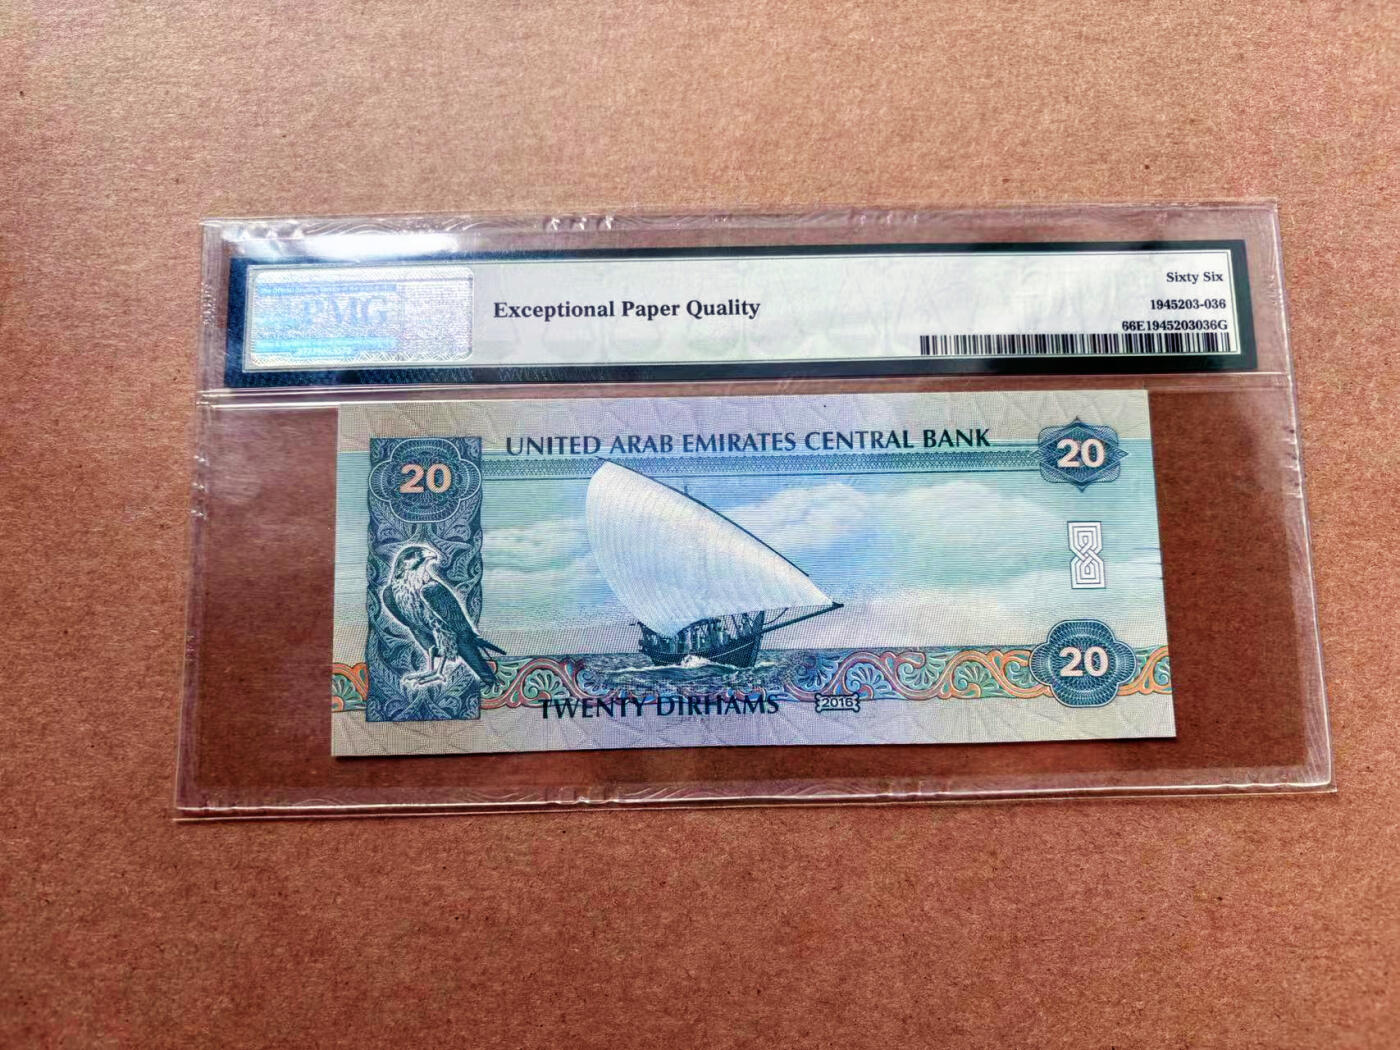 PMG
Exceptional Paper Quality
Sixty Six
1945203-036
66E1945203036G
UNITED ARAB EMIRATES CENTRAL BANK
20
20
20
TWENTY DIRHAMS
2016